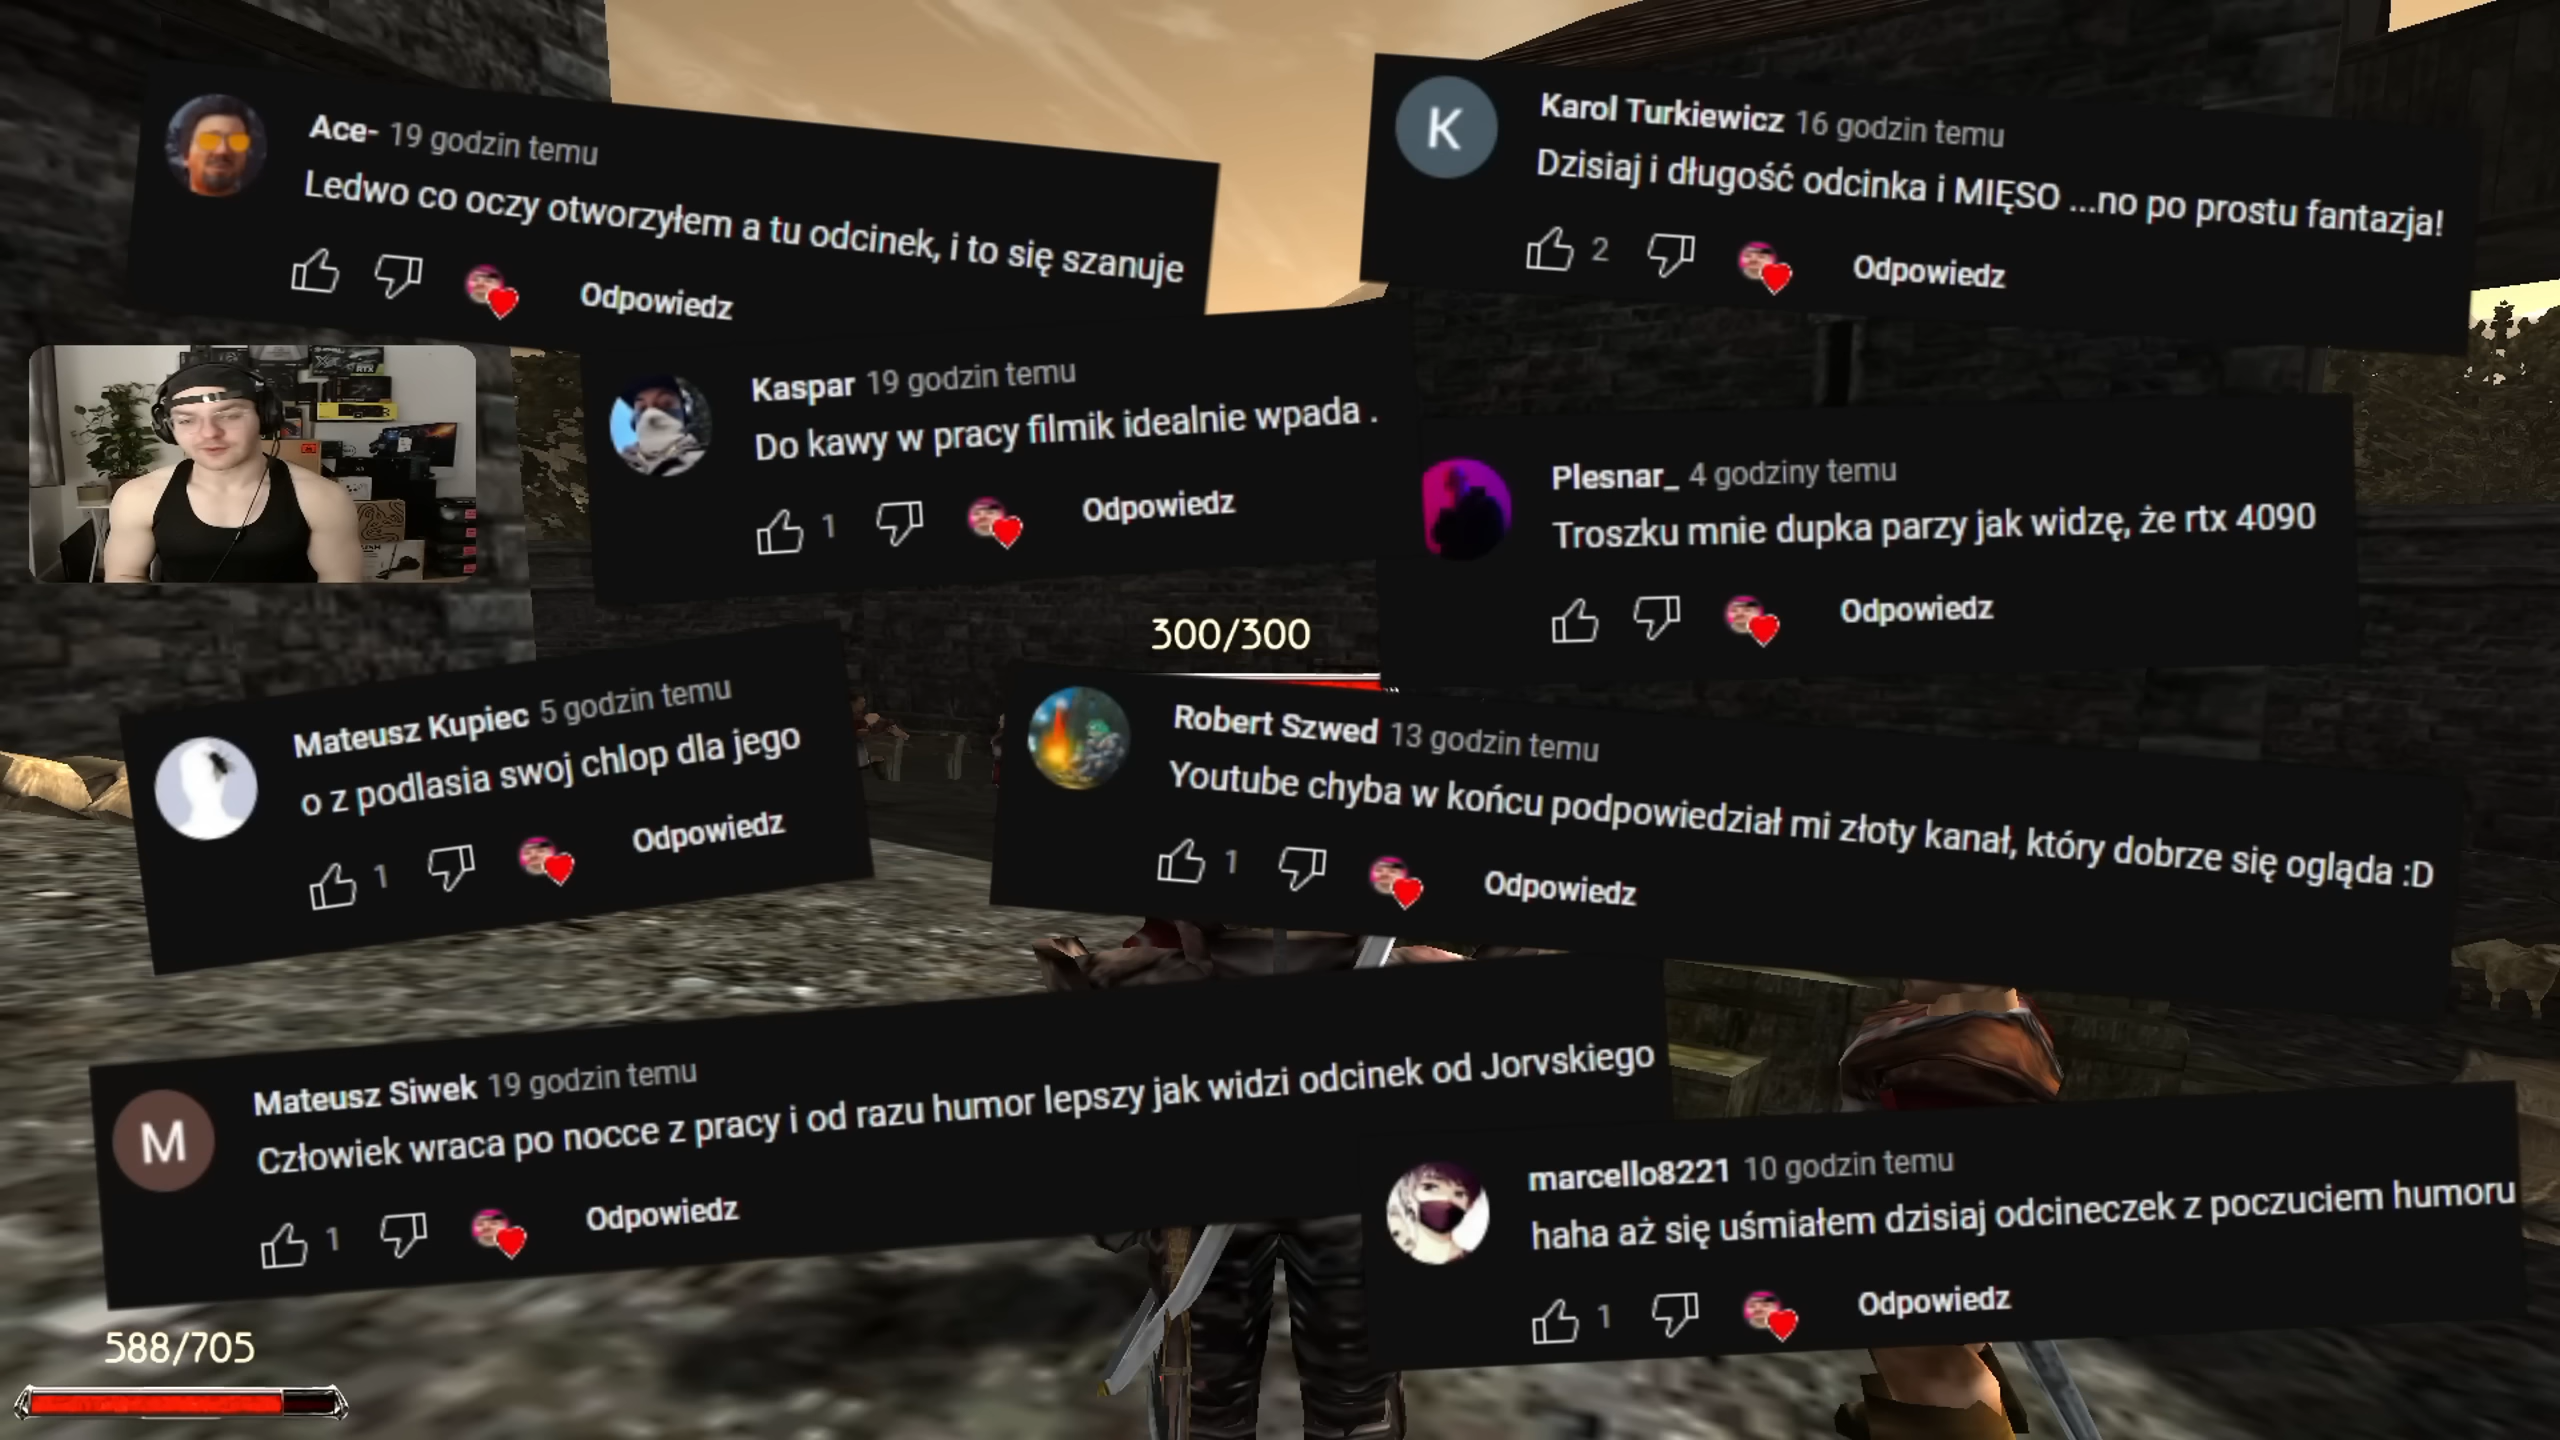 Ace- 19 godzin temu
Ledwo co oczy otworzyłem a tu odcinek, i to się szanuje
Odpowiedz
Karol Turkiewicz 16 godzin temu
Dzisiaj i długość odcinka i MIĘSO ...no po prostu fantazja!
2 Odpowiedz
Kaspar 19 godzin temu
Do kawy w pracy filmik idealnie wpada .
1 Odpowiedz
Plesnar_ 4 godziny temu
Troszku mnie dupka parzy jak widzę, że rtx 4090
Odpowiedz
300/300
Mateusz Kupiec 5 godzin temu
o z podlasia swoj chlop dla jego
1 Odpowiedz
Robert Szwed 13 godzin temu
Youtube chyba w końcu podpowiedział mi złoty kanał, który dobrze się ogląda :D
1 Odpowiedz
M
Mateusz Siwek 19 godzin temu
Człowiek wraca po nocce z pracy i od razu humor lepszy jak widzi odcinek od Jorvskiego
1 Odpowiedz
marcello8221 10 godzin temu
haha aż się uśmiałem dzisiaj odcineczek z poczuciem humoru
1 Odpowiedz
588/705
K
RTX